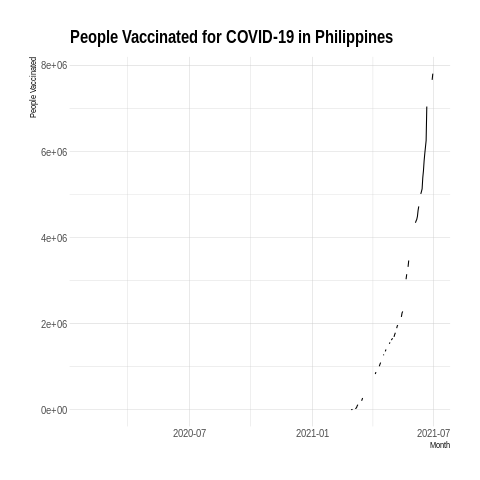 People Vaccinated for COVID-19 in Philippines
People Vaccinated
8e+06
6e+06
4e+06
2e+06
0e+00
2020-07
2021-01
2021-07
Month